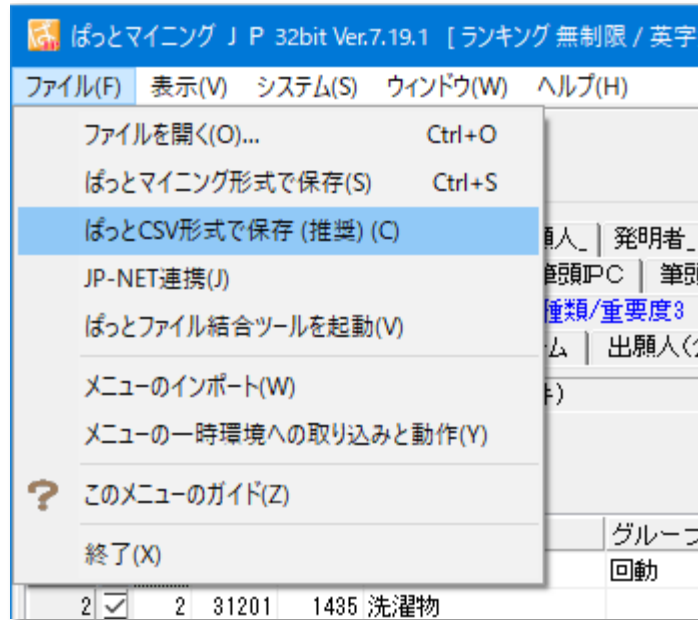 ぱっとマイニング J P 32bit Ver.7.19.1 [ ランキング 無制限 / 英字
ファイル(F) 表示(V) システム(S) ウィンドウ(W) ヘルプ(H)
ファイルを開く(O)... Ctrl+O
ぱっとマイニング形式で保存(S) Ctrl+S
ぱっとCSV形式で保存 (推奨) (C)
願人_ 発明者_
JP-NET連携(J)
筆頭IPC 筆頭
種類/重要度3
ぱっとファイル結合ツールを起動(V)
ム 出願人(
メニューのインポート(W)
件)
メニューの一時環境への取り込みと動作(Y)
このメニューのガイド(Z)
グループ
終了(X)
回動
2 2 31201 1435 洗濯物